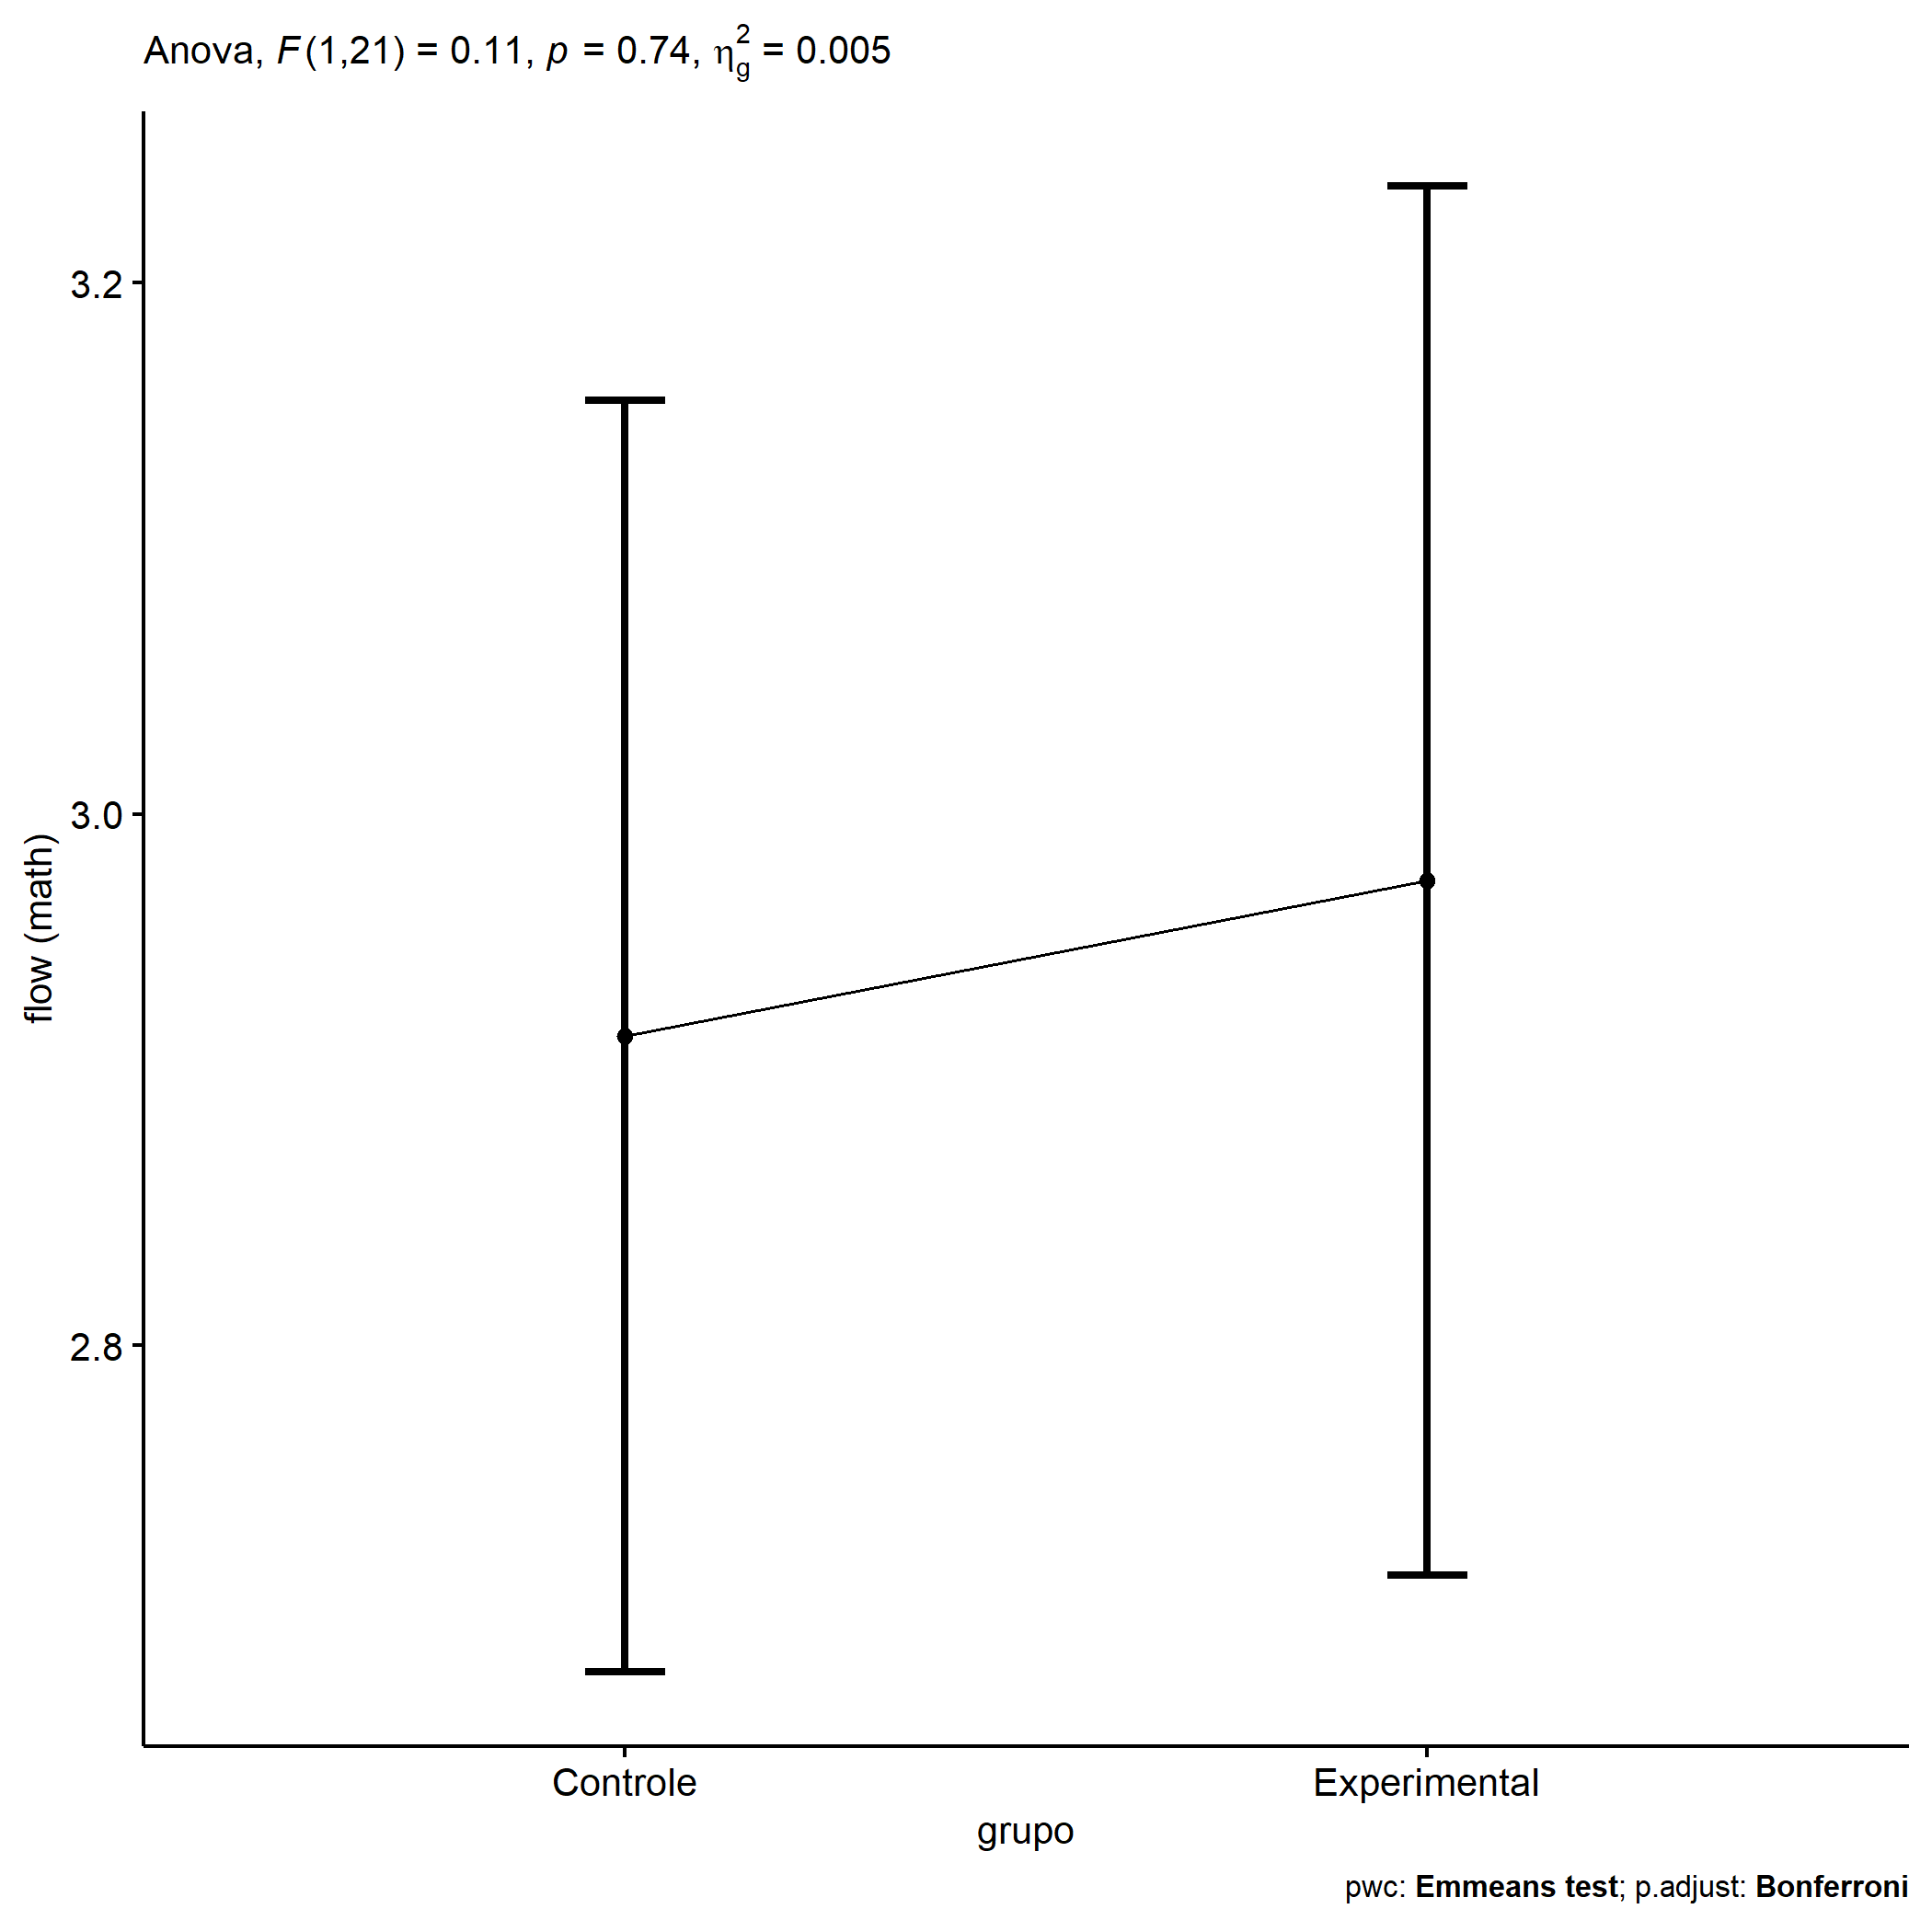 Anova, F(1,21) = 0.11, p = 0.74, η²g = 0.005
3.2
3.0
2.8
flow (math)
Controle Experimental
grupo
pwc: Emmeans test; p.adjust: Bonferroni